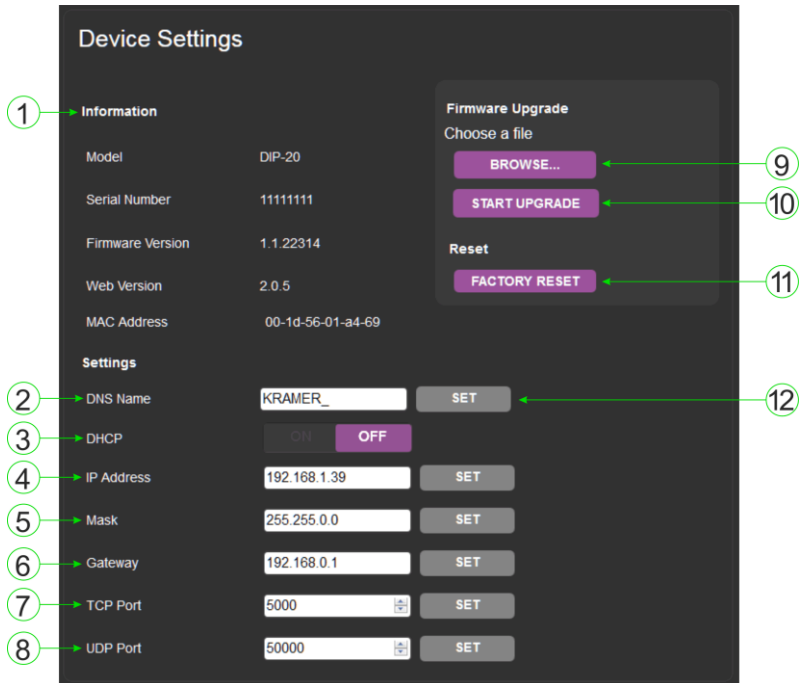 Device Settings
1 Information
Model DIP-20
Serial Number 11111111
Firmware Version 1.1.22314
Web Version 2.0.5
MAC Address 00-1d-56-01-a4-69
Firmware Upgrade
Choose a file
BROWSE... 9
START UPGRADE 10
Reset
FACTORY RESET 11
Settings
2 DNS Name KRAMER_ SET 12
3 DHCP ON OFF
4 IP Address 192.168.1.39 SET
5 Mask 255.255.0.0 SET
6 Gateway 192.168.0.1 SET
7 TCP Port 5000 SET
8 UDP Port 50000 SET